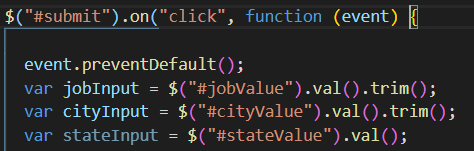 $("#submit").on("click", function (event) {
event.preventDefault();
var jobInput = $("#jobValue").val().trim();
var cityInput = $("#cityValue").val().trim();
var stateInput = $("#stateValue").val();